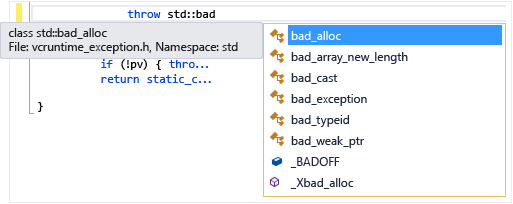 throw std::bad
class std::bad_alloc
File: vcruntime_exception.h, Namespace: std
if (!pv) { thro...
return static_c...
}
bad_alloc
bad_array_new_length
bad_cast
bad_exception
bad_typeid
bad_weak_ptr
_BADOFF
_Xbad_alloc